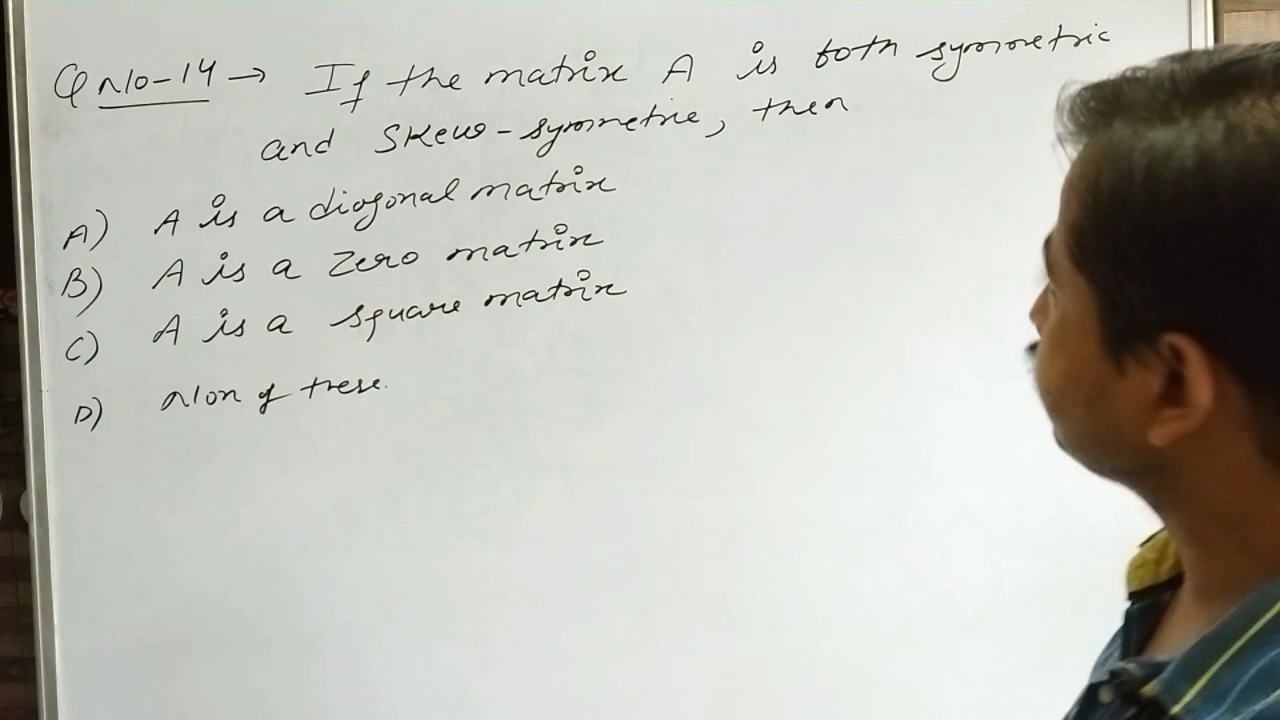 Q No-14 → If the matrix A is both symmetric
and Skew-symmetric, then
A) A is a diagonal matrix
B) A is a Zero matrix
C) A is a square matrix
D) Non of these.